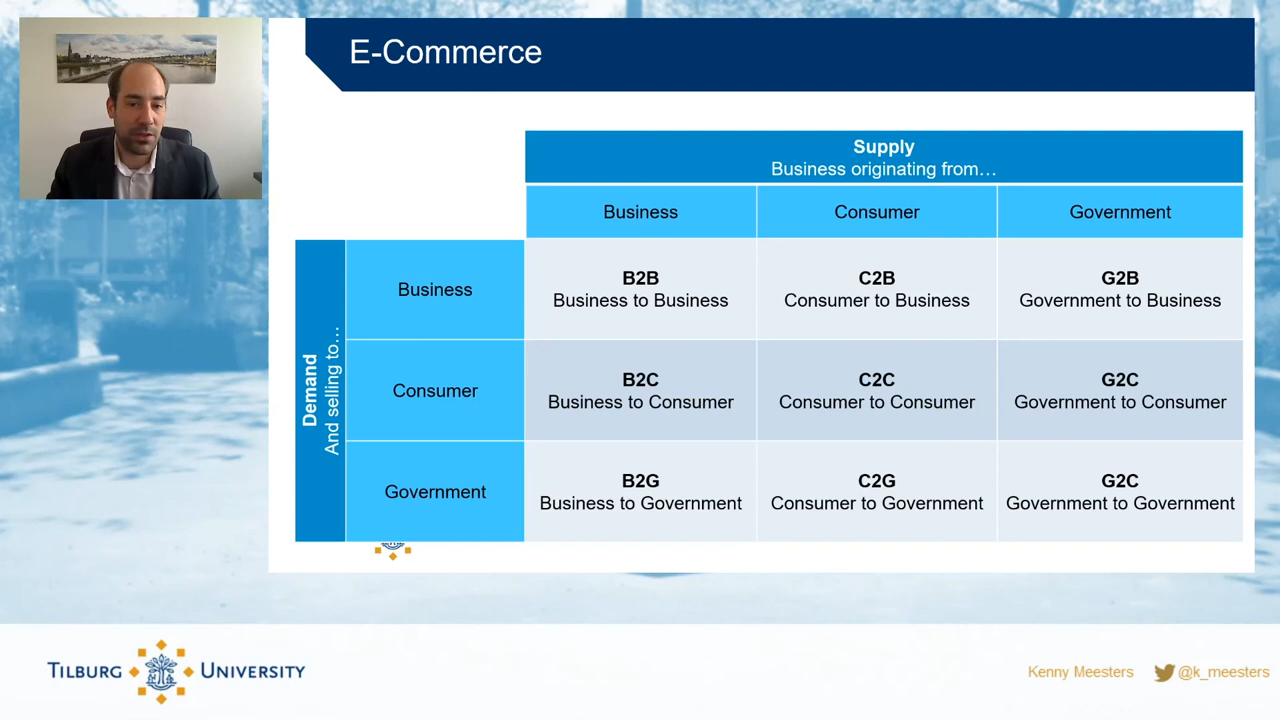 E-Commerce
Supply
Business originating from…
Business
Consumer
Government
Demand
And selling to…
Business
B2B
Business to Business
C2B
Consumer to Business
G2B
Government to Business
Consumer
B2C
Business to Consumer
C2C
Consumer to Consumer
G2C
Government to Consumer
Government
B2G
Business to Government
C2G
Consumer to Government
G2C
Government to Government
TILBURG UNIVERSITY
Kenny Meesters
@k_meesters